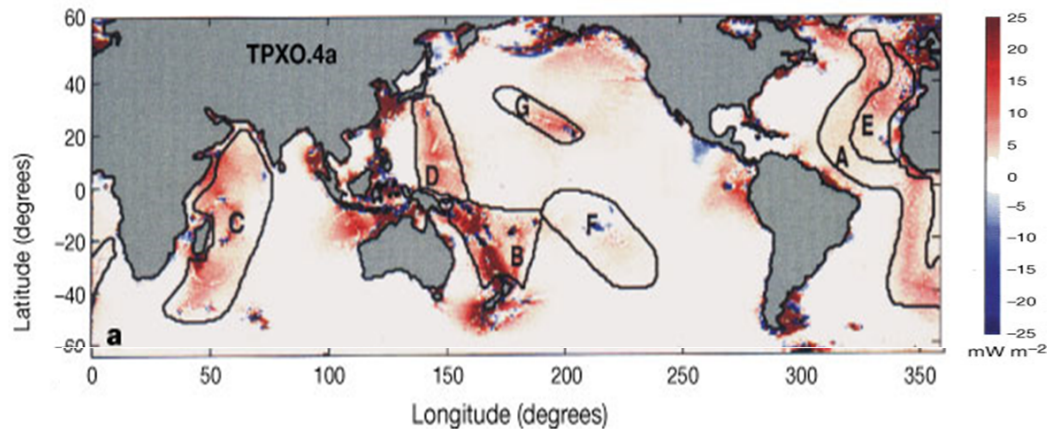 60
TPXO.4a
40
20
0
−20
−40
−60
Latitude (degrees)
A
B
C
D
E
F
G
a
0
50
100
150
200
250
300
350
Longitude (degrees)
25
20
15
10
5
0
−5
−10
−15
−20
−25
mW m−2